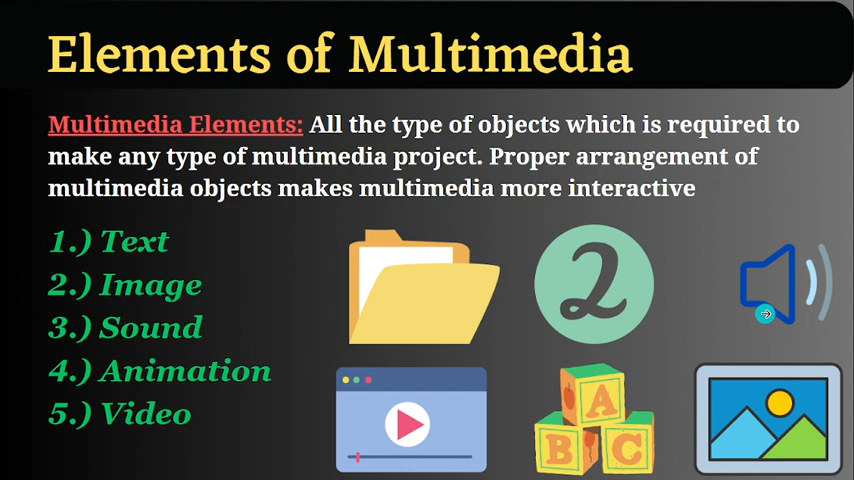 Elements of Multimedia
Multimedia Elements: All the type of objects which is required to
make any type of multimedia project. Proper arrangement of
multimedia objects makes multimedia more interactive
1.) Text
2.) Image
3.) Sound
4.) Animation
5.) Video
2
A
B C